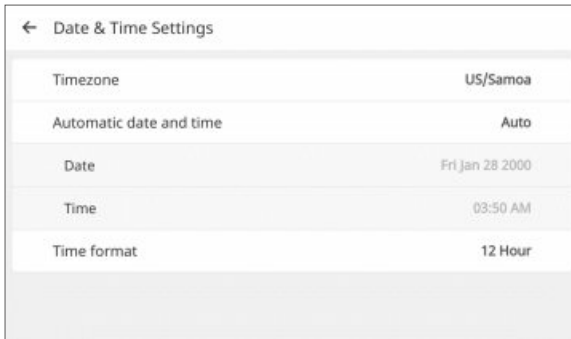 Date & Time Settings
Timezone US/Samoa
Automatic date and time Auto
Date Fri Jan 28 2000
Time 03:50 AM
Time format 12 Hour